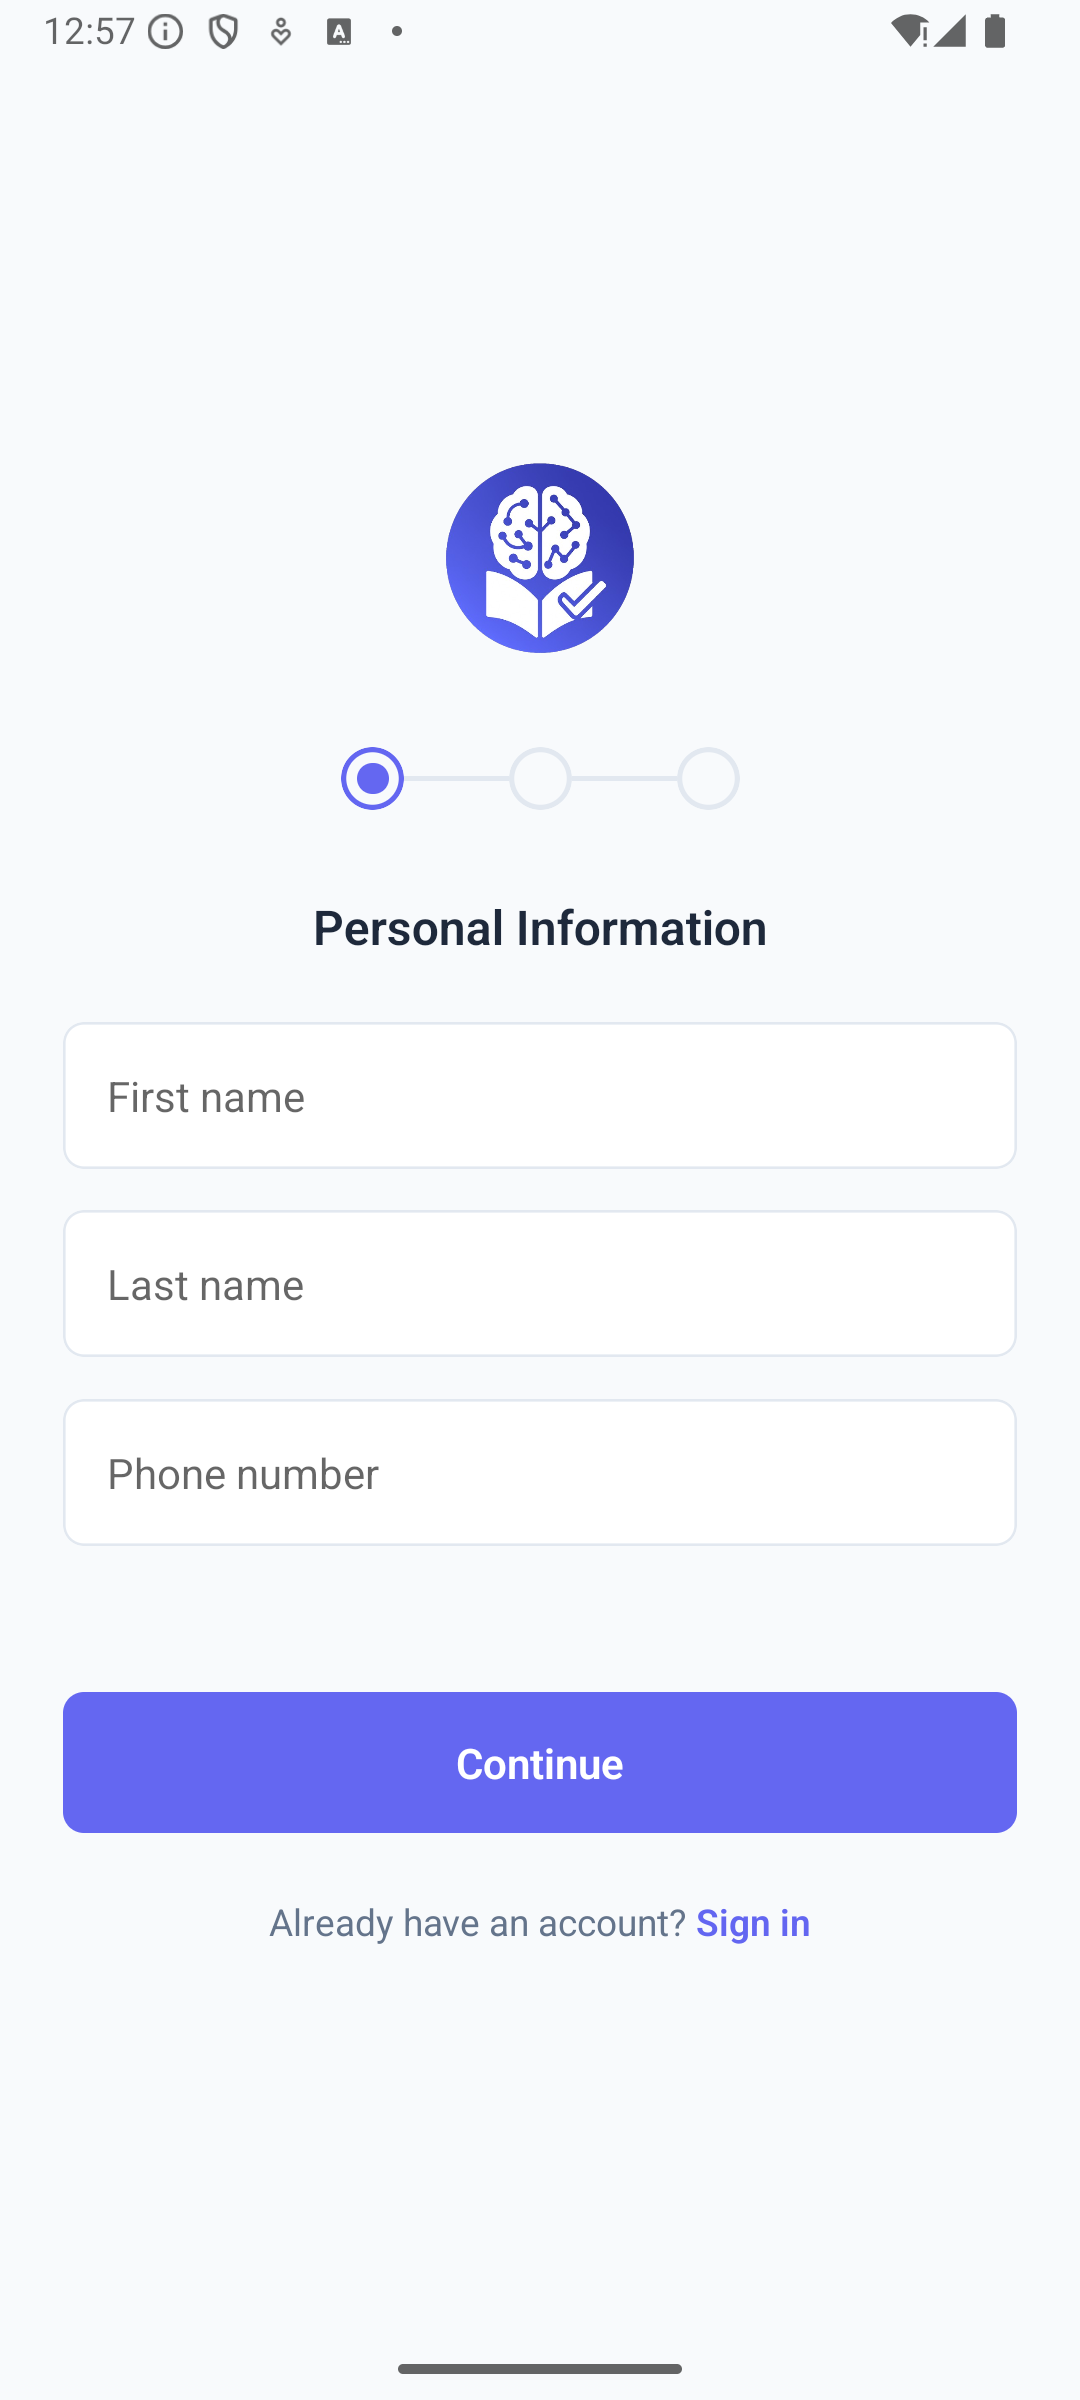 12:57
Personal Information
First name
Last name
Phone number
Continue
Already have an account? Sign in